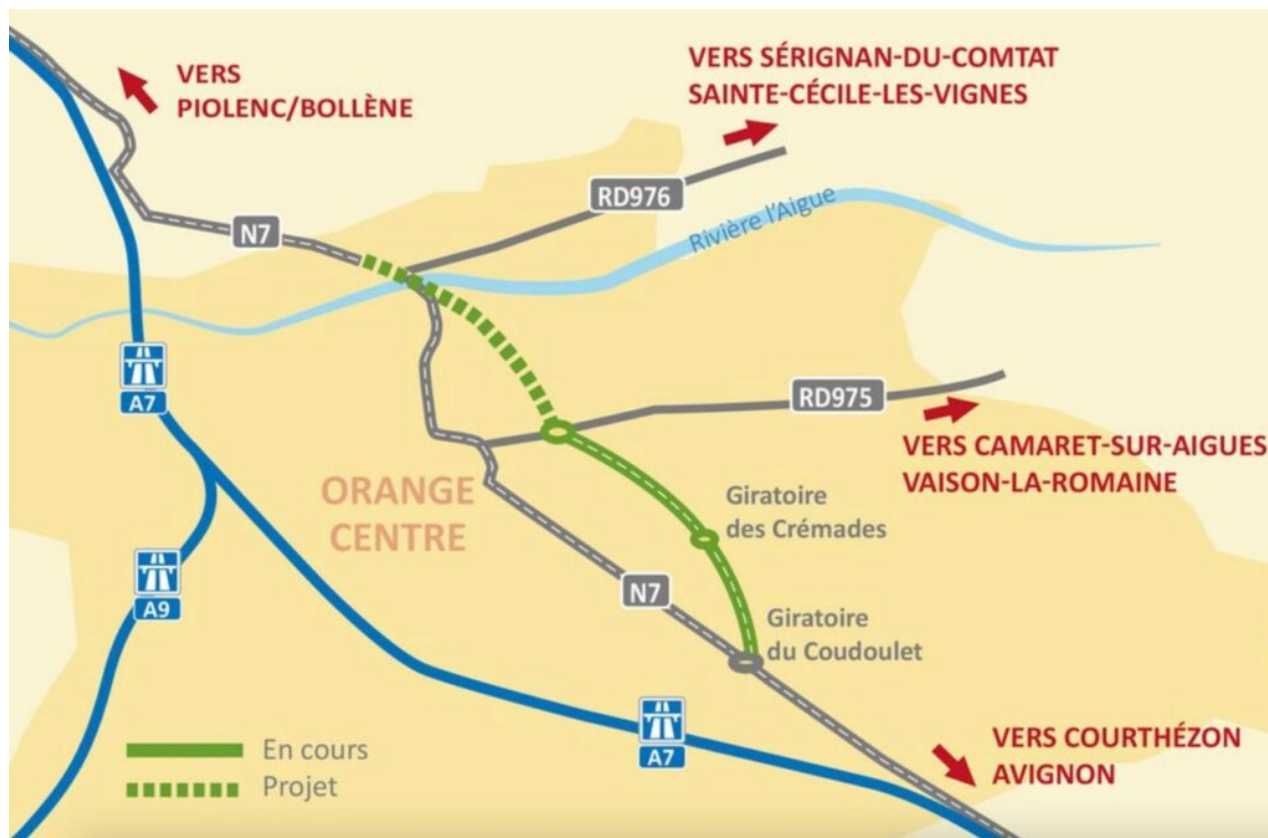 VERS
PIOLENC/BOLLÈNE
VERS SÉRIGNAN-DU-COMTAT
SAINTE-CÉCILE-LES-VIGNES
RD976
N7
Rivière l'Aigue
A7
RD975
VERS CAMARET-SUR-AIGUES
VAISON-LA-ROMAINE
ORANGE
CENTRE
Giratoire
des Crémades
A9
N7
Giratoire
du Coudoulet
A7
En cours
Projet
VERS COURTHÉZON
AVIGNON